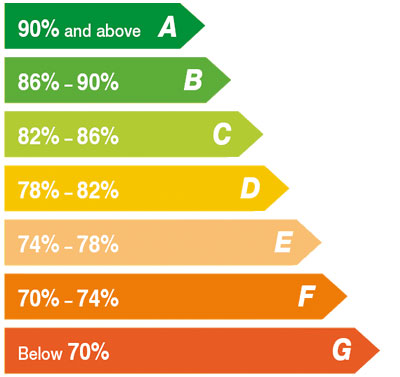 90% and above A
86% – 90% B
82% – 86% C
78% – 82% D
74% – 78% E
70% – 74% F
Below 70% G